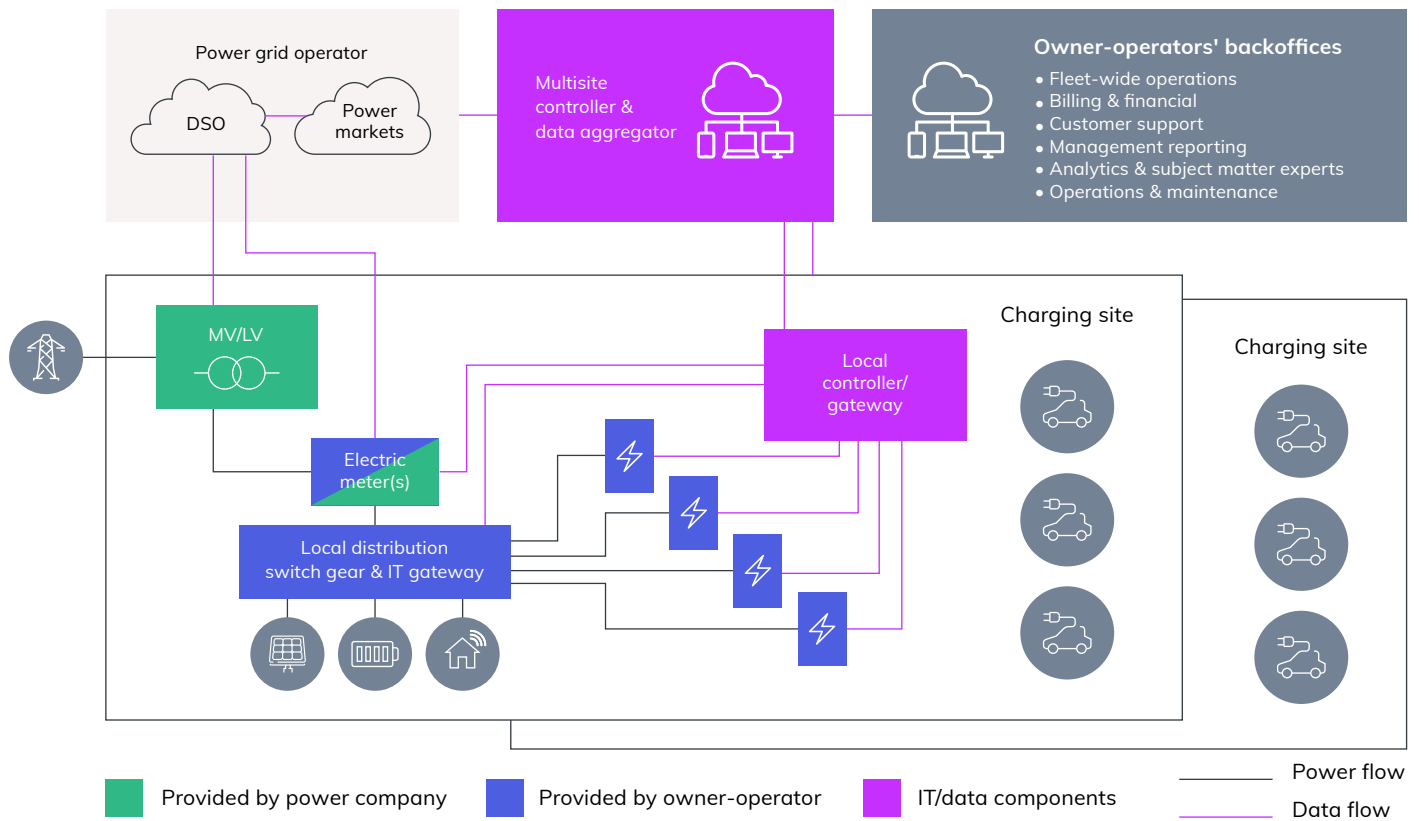 Power grid operator
DSO
Power
markets
Multisite
controller &
data aggregator
Owner-operators' backoffices
• Fleet-wide operations
• Billing & financial
• Customer support
• Management reporting
• Analytics & subject matter experts
• Operations & maintenance
MV/LV
Electric
meter(s)
Local distribution
switch gear & IT gateway
Local
controller/
gateway
Charging site
Charging site
Provided by power company
Provided by owner-operator
IT/data components
Power flow
Data flow